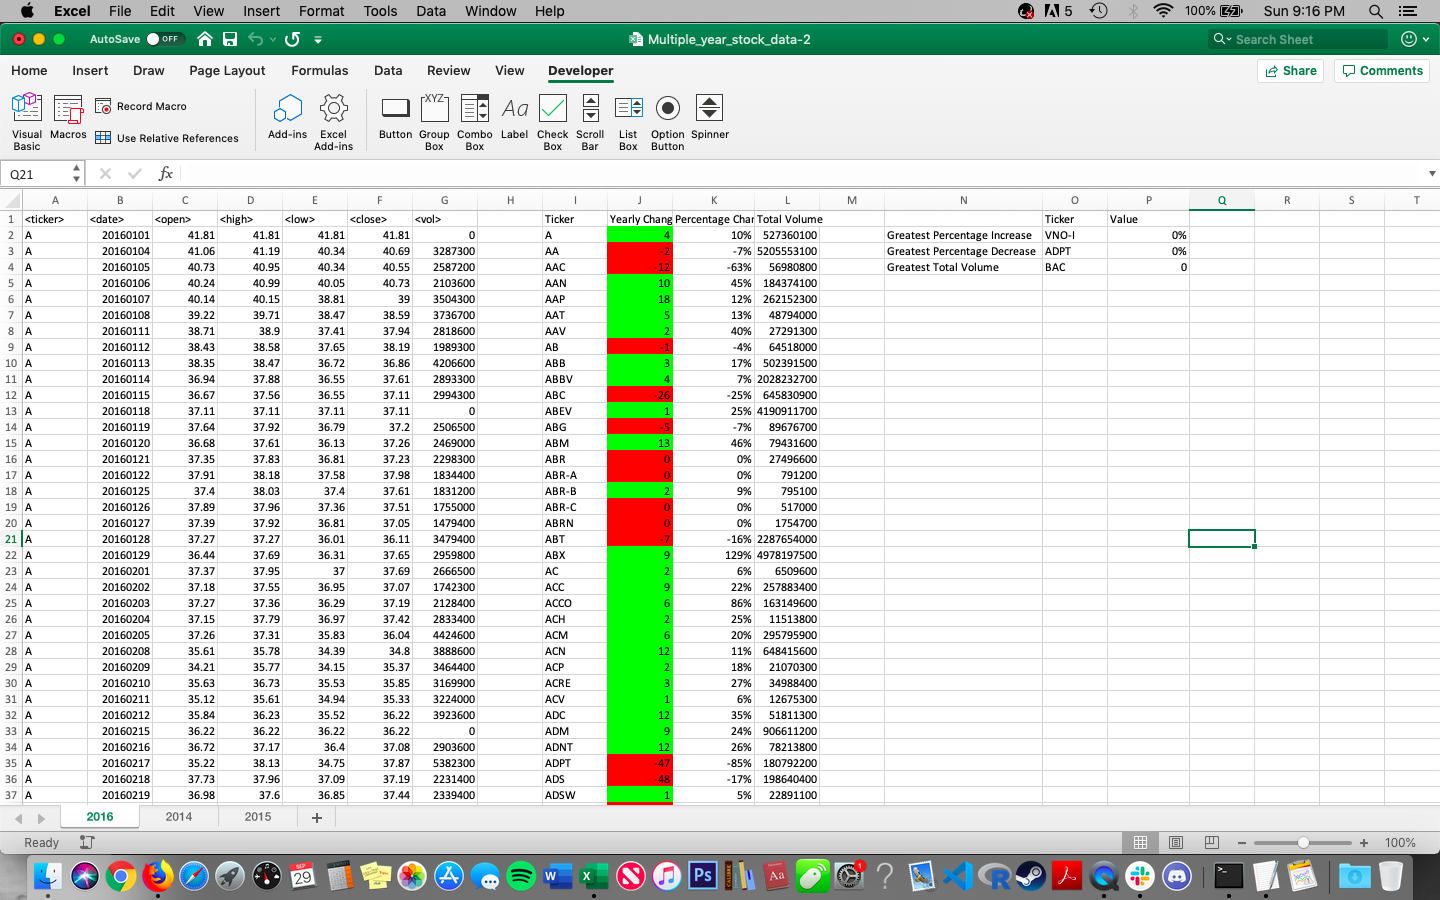 Excel File Edit View Insert Format Tools Data Window Help 5 100% Sun 9:16 PM
AutoSave OFF Multiple_year_stock_data-2 Search Sheet
Home Insert Draw Page Layout Formulas Data Review View Developer Share Comments
Visual Basic Macros Record Macro Use Relative References Add-ins Excel Add-ins Button Group Box Combo Box Label Check Box Scroll Bar List Box Option Button Spinner
Q21 fx
A B C D E F G H I J K L M N O P Q R S T
1 <ticker> <date> <open> <high> <low> <close> <vol> Ticker Yearly Chang Percentage Char Total Volume Ticker Value
2 A 20160101 41.81 41.81 41.81 41.81 0 A 4 10% 527360100 Greatest Percentage Increase VNO-I 0%
3 A 20160104 41.06 41.19 40.34 40.69 3287300 AA -2 -7% 5205553100 Greatest Percentage Decrease ADPT 0%
4 A 20160105 40.73 40.95 40.34 40.55 2587200 AAC -12 -63% 56980800 Greatest Total Volume BAC 0
5 A 20160106 40.24 40.99 40.05 40.73 2103600 AAN 10 45% 184374100
6 A 20160107 40.14 40.15 38.81 39 3504300 AAP 18 12% 262152300
7 A 20160108 39.22 39.71 38.47 38.59 3736700 AAT 5 13% 48794000
8 A 20160111 38.71 38.9 37.41 37.94 2818600 AAV 2 40% 27291300
9 A 20160112 38.43 38.58 37.65 38.19 1989300 AB -1 -4% 64518000
10 A 20160113 38.35 38.47 36.72 36.86 4206600 ABB 3 17% 502391500
11 A 20160114 36.94 37.88 36.55 37.61 2893300 ABBV 4 7% 2028232700
12 A 20160115 36.67 37.56 36.55 37.11 2994300 ABC -26 -25% 645830900
13 A 20160118 37.11 37.11 37.11 37.11 0 ABEV 1 25% 4190911700
14 A 20160119 37.64 37.92 36.79 37.2 2506500 ABG -5 -7% 89676700
15 A 20160120 36.68 37.61 36.13 37.26 2469000 ABM 13 46% 79431600
16 A 20160121 37.35 37.83 36.81 37.23 2298300 ABR 0 0% 27496600
17 A 20160122 37.91 38.18 37.58 37.98 1834400 ABR-A 0 0% 791200
18 A 20160125 37.4 38.03 37.4 37.61 1831200 ABR-B 2 9% 795100
19 A 20160126 37.89 37.96 37.36 37.51 1755000 ABR-C 0 0% 517000
20 A 20160127 37.39 37.92 36.81 37.05 1479400 ABRN 0 0% 1754700
21 A 20160128 37.27 37.27 36.01 36.11 3479400 ABT -7 -16% 2287654000
22 A 20160129 36.44 37.69 36.31 37.65 2959800 ABX 9 129% 4978197500
23 A 20160201 37.37 37.95 37 37.69 2666500 AC 2 6% 6509600
24 A 20160202 37.18 37.55 36.95 37.07 1742300 ACC 9 22% 257883400
25 A 20160203 37.27 37.36 36.29 37.19 2128400 ACCO 6 86% 163149600
26 A 20160204 37.15 37.79 36.97 37.42 2833400 ACH 2 25% 11513800
27 A 20160205 37.26 37.31 35.83 36.04 4424600 ACM 6 20% 295795900
28 A 20160208 35.61 35.78 34.39 34.8 3888600 ACN 12 11% 648415600
29 A 20160209 34.21 35.77 34.15 35.37 3464400 ACP 2 18% 21070300
30 A 20160210 35.63 36.73 35.53 35.85 3169900 ACRE 3 27% 34988400
31 A 20160211 35.12 35.61 34.94 35.33 3224000 ACV 1 6% 12675300
32 A 20160212 35.84 36.23 35.52 36.22 3923600 ADC 12 35% 51811300
33 A 20160215 36.22 36.22 36.22 36.22 0 ADM 9 24% 906611200
34 A 20160216 36.72 37.17 36.4 37.08 2903600 ADNT 12 26% 78213800
35 A 20160217 35.22 38.13 34.75 37.87 5382300 ADPT -47 -85% 180792200
36 A 20160218 37.73 37.96 37.09 37.19 2231400 ADS -48 -17% 198640400
37 A 20160219 36.98 37.6 36.85 37.44 2339400 ADSW 1 5% 22891100
2016 2014 2015 +
Ready 100%
SEP 29 W X Ps Aa R 1